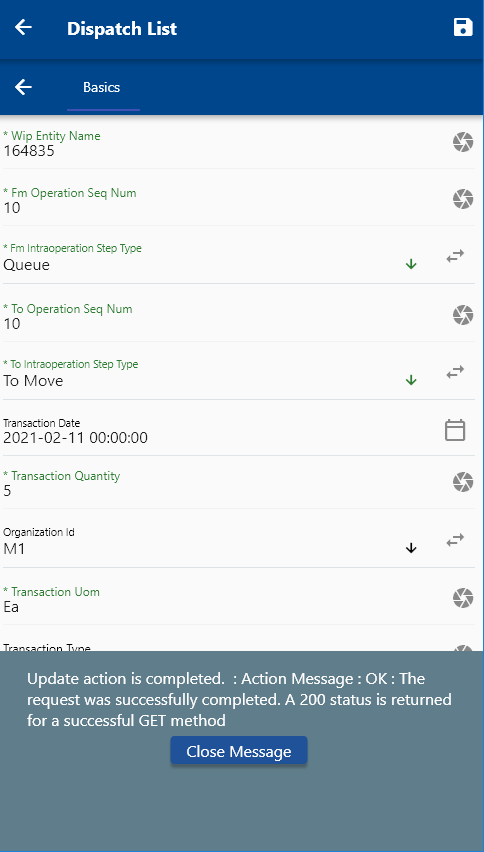 Dispatch List
Basics
* Wip Entity Name
164835
* Fm Operation Seq Num
10
* Fm Intraoperation Step Type
Queue
* To Operation Seq Num
10
* To Intraoperation Step Type
To Move
Transaction Date
2021-02-11 00:00:00
* Transaction Quantity
5
Organization Id
M1
* Transaction Uom
Ea
Transaction Type
Update action is completed.  : Action Message : OK : The
request was successfully completed. A 200 status is returned
for a successful GET method
Close Message